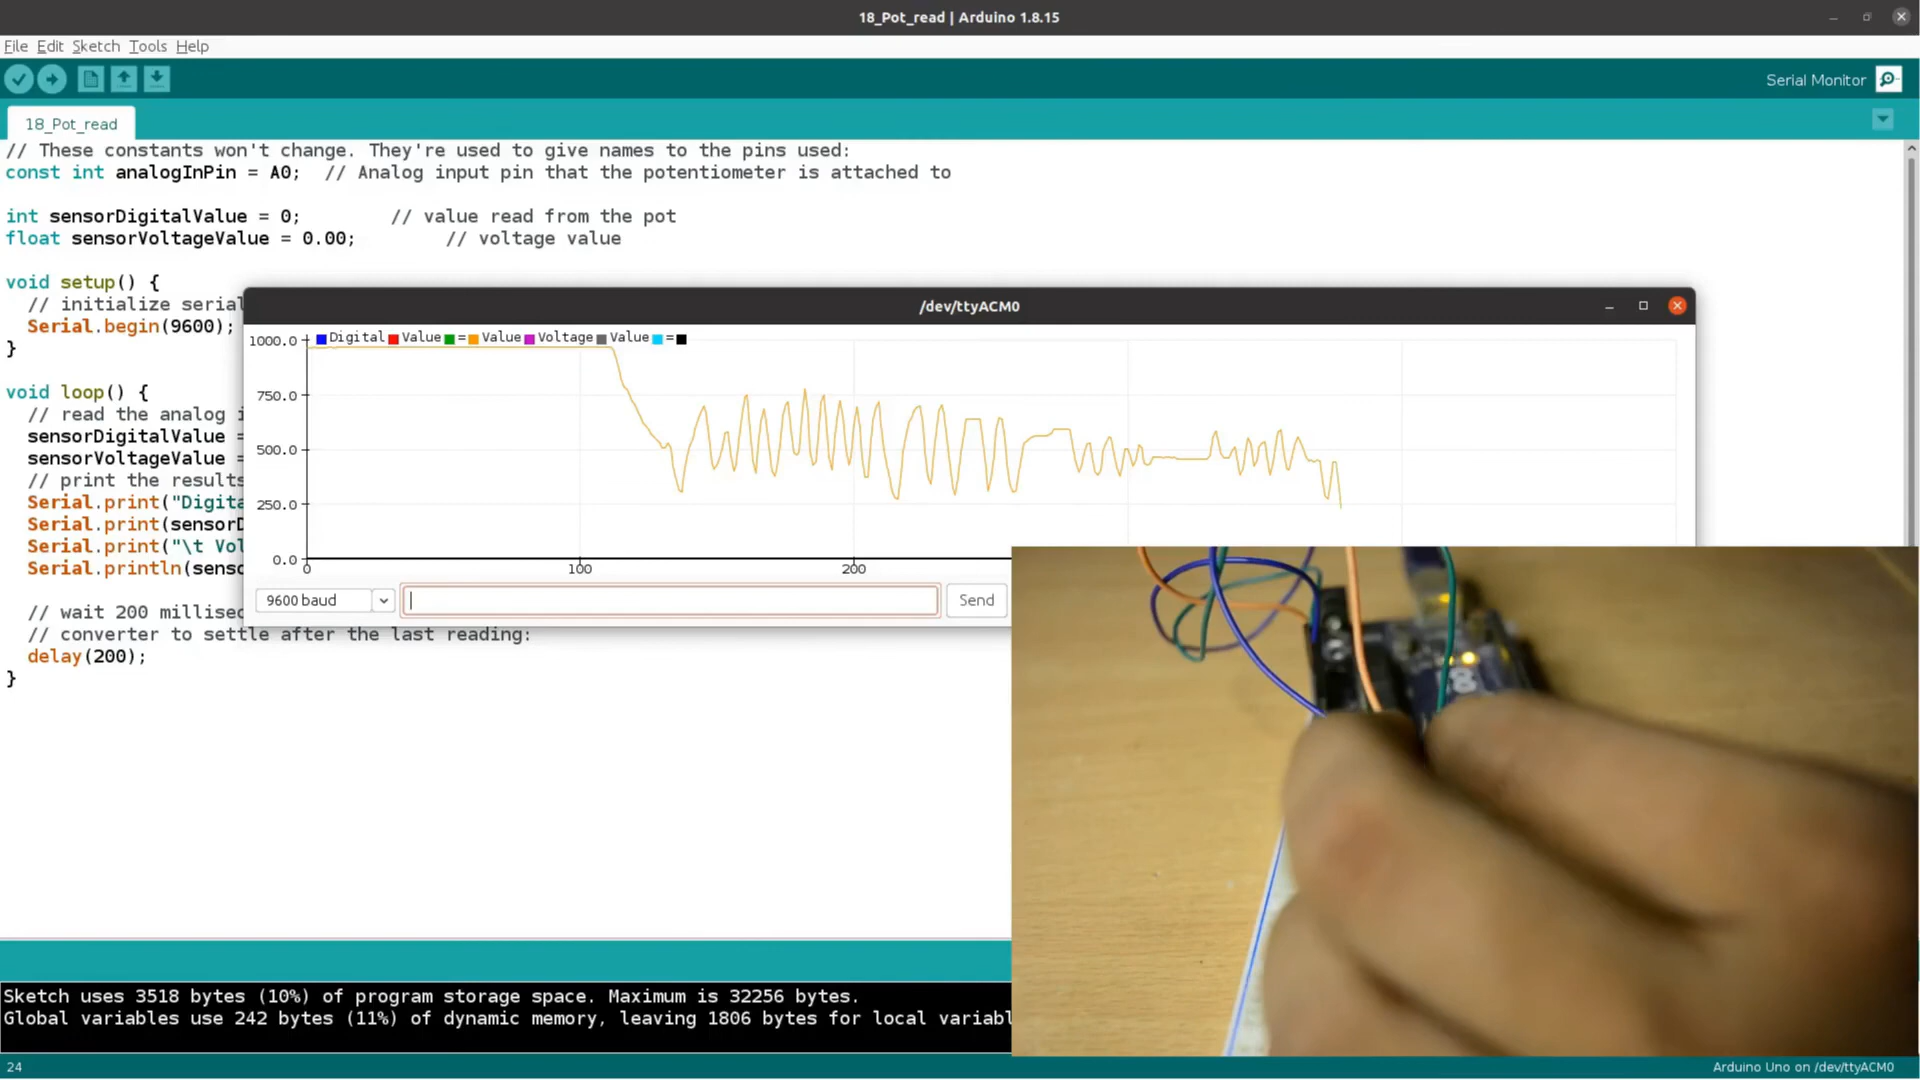 18_Pot_read | Arduino 1.8.15
File Edit Sketch Tools Help
Serial Monitor
18_Pot_read
// These constants won't change. They're used to give names to the pins used:
const int analogInPin = A0;  // Analog input pin that the potentiometer is attached to
int sensorDigitalValue = 0;        // value read from the pot
float sensorVoltageValue = 0.00;        // voltage value
void setup() {
// initialize serial
Serial.begin(9600);
}
void loop() {
// read the analog i
sensorDigitalValue =
sensorVoltageValue =
// print the results
Serial.print("Digita
Serial.print(sensorD
Serial.print("\t Vol
Serial.println(senso
// wait 200 millisec
// converter to settle after the last reading:
delay(200);
}
/dev/ttyACM0
Digital Value = Value Voltage Value =
1000.0
750.0
500.0
250.0
0.0
0 100 200
9600 baud
Send
Sketch uses 3518 bytes (10%) of program storage space. Maximum is 32256 bytes.
Global variables use 242 bytes (11%) of dynamic memory, leaving 1806 bytes for local variabl
24
Arduino Uno on /dev/ttyACM0